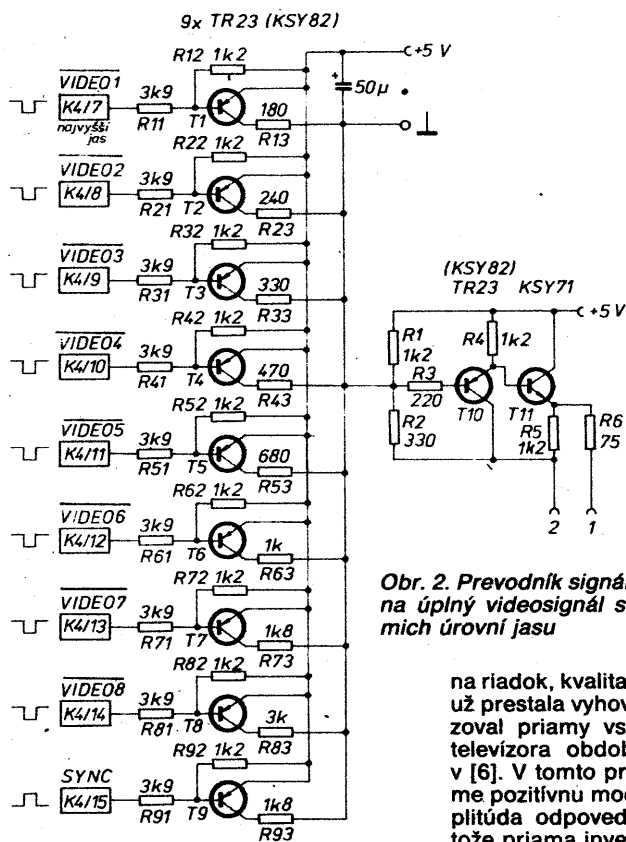 9x TR23 (KSY82)
R12 1k2
+5 V
VIDEO1
K4/7
najvyšší
jas
3k9
R11
T1
180
R13
50µ
R22 1k2
VIDEO2
K4/8
3k9
R21
T2
240
R23
R32 1k2
VIDEO3
K4/9
3k9
R31
T3
330
R33
R42 1k2
VIDEO4
K4/10
3k9
R41
T4
470
R43
R52 1k2
VIDEO5
K4/11
3k9
R51
T5
680
R53
R62 1k2
VIDEO6
K4/12
3k9
R61
T6
1k
R63
R72 1k2
VIDEO7
K4/13
3k9
R71
T7
1k8
R73
R82 1k2
VIDEO8
K4/14
3k9
R81
T8
3k
R83
R92 1k2
SYNC
K4/15
3k9
R91
T9
1k8
R93
(KSY82)
TR23 KSY71
+5 V
R1
1k2
R4
1k2
R3
220
T10
T11
R2
330
R5
1k2
R6
75
2 1
Obr. 2. Prevodník signál
na úplný videosignál s
mich úrovní jasu
na riadok, kvalita
už prestala vyhov
zoval priamy vs
televízora obdob
v [6]. V tomto pr
me pozitívnu mo
plitúda odpoved
tože priama inve